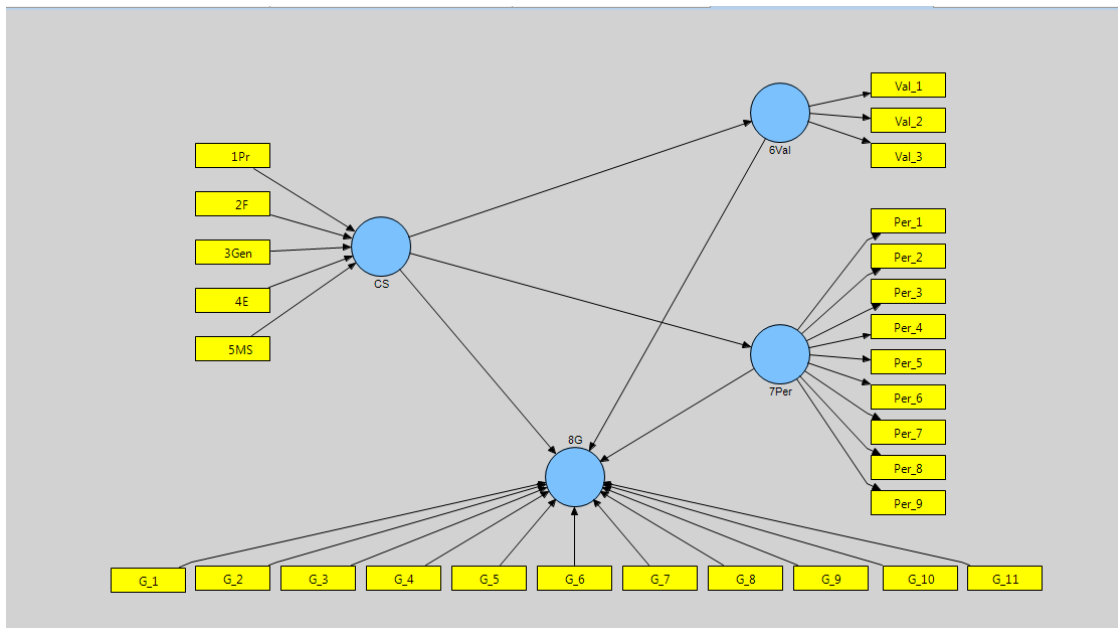 Val_1
Val_2
6Val
Val_3
1Pr
2F
3Gen
4E
5MS
CS
Per_1
Per_2
Per_3
Per_4
Per_5
Per_6
Per_7
Per_8
Per_9
7Per
8G
G_1
G_2
G_3
G_4
G_5
G_6
G_7
G_8
G_9
G_10
G_11